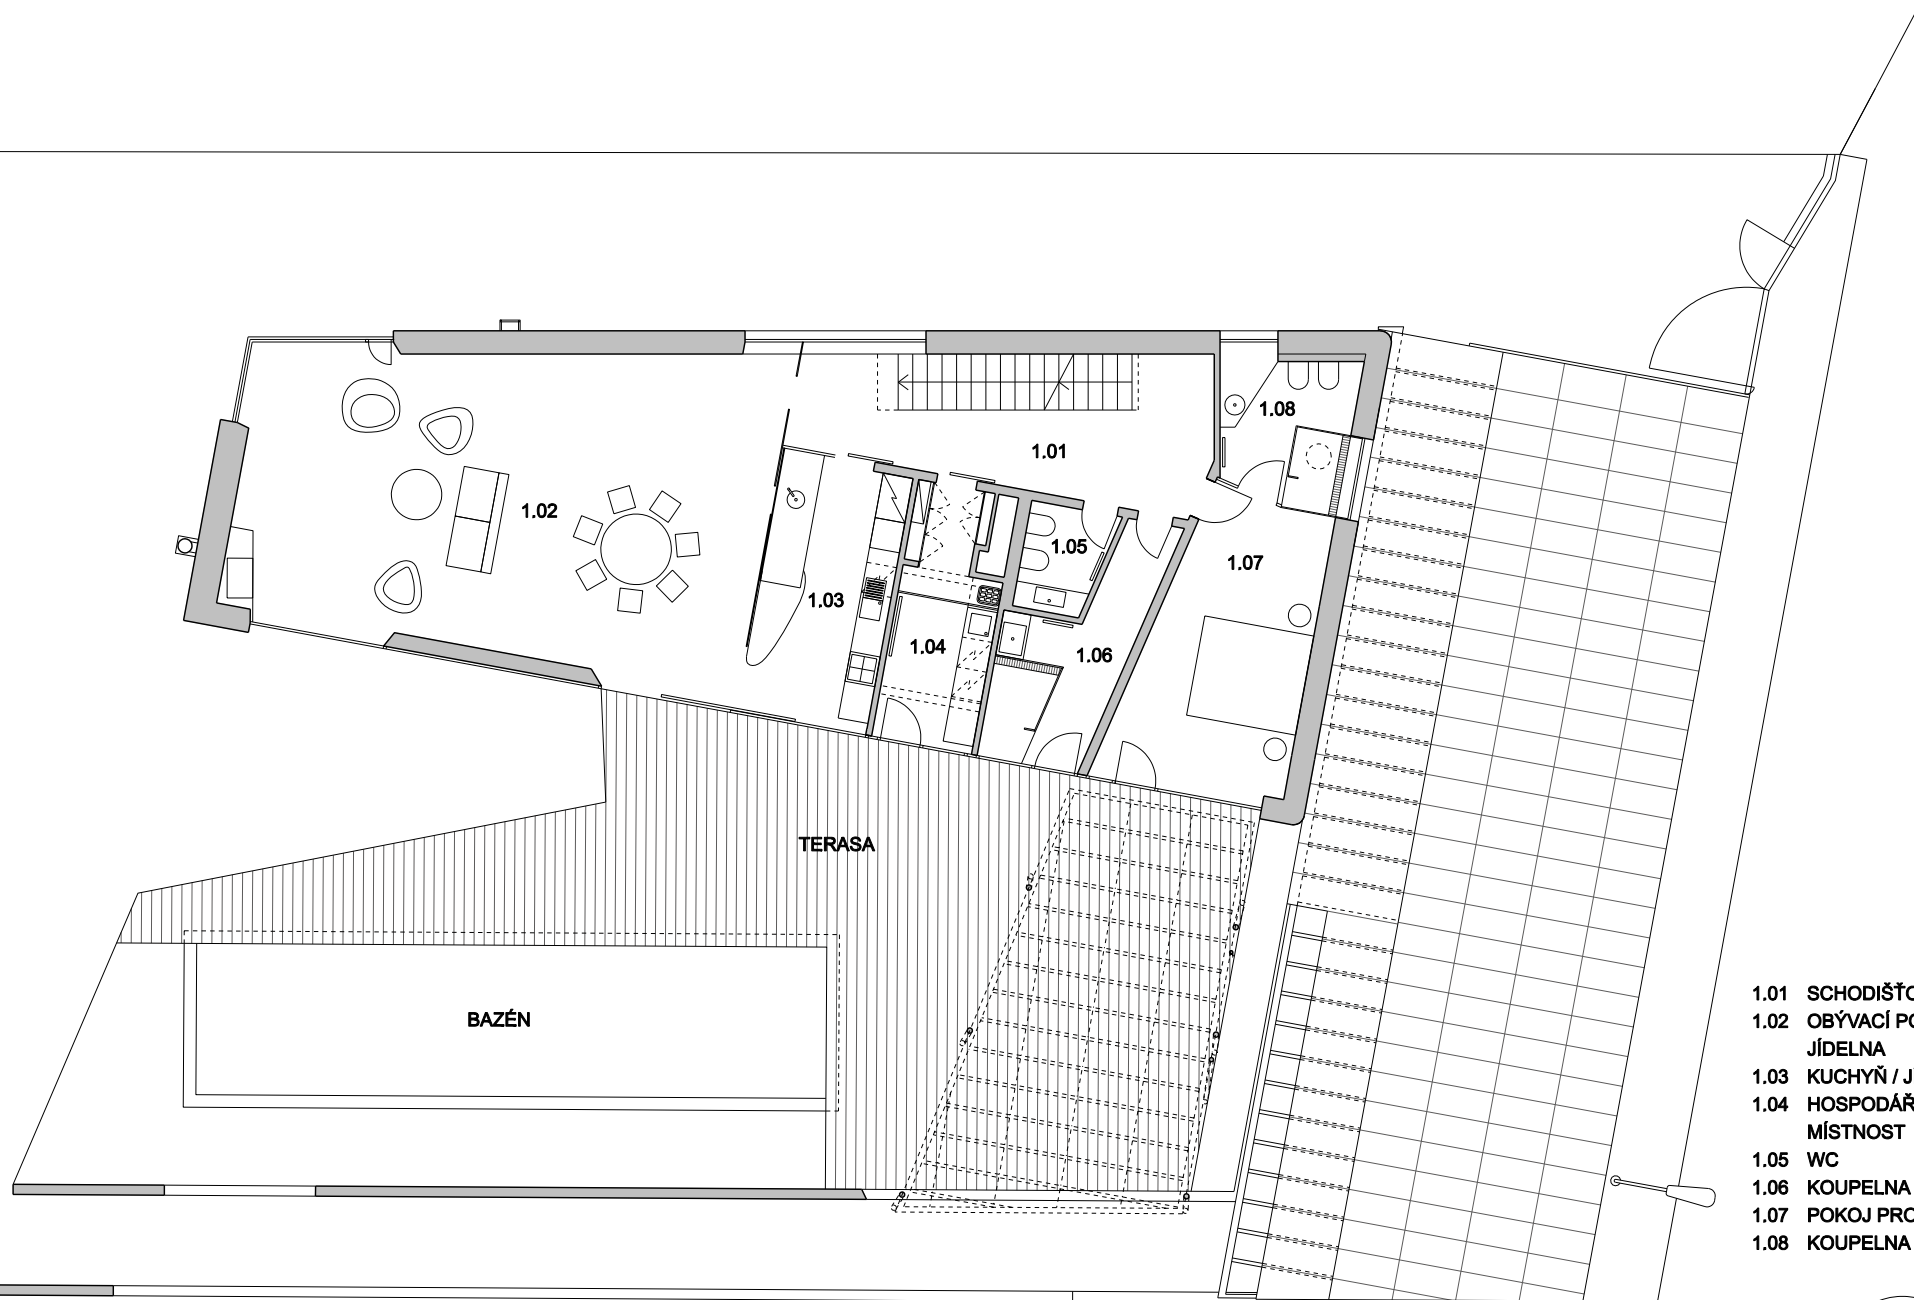 1.08
1.01
1.02
1.05
1.07
1.03
1.04
1.06
TERASA
BAZÉN
1.01 SCHODIŠŤO
1.02 OBÝVACÍ PO
JÍDELNA
1.03 KUCHYŇ / J
1.04 HOSPODÁŘ
MÍSTNOST
1.05 WC
1.06 KOUPELNA
1.07 POKOJ PRO
1.08 KOUPELNA